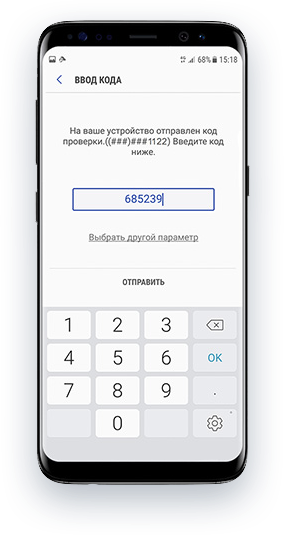 68% 15:18
ВВОД КОДА
На ваше устройство отправлен код
проверки.((###)###1122) Введите код
ниже.
685239
Выбрать другой параметр
ОТПРАВИТЬ
1 2 3
4 5 6 OK
7 8 9 .
0